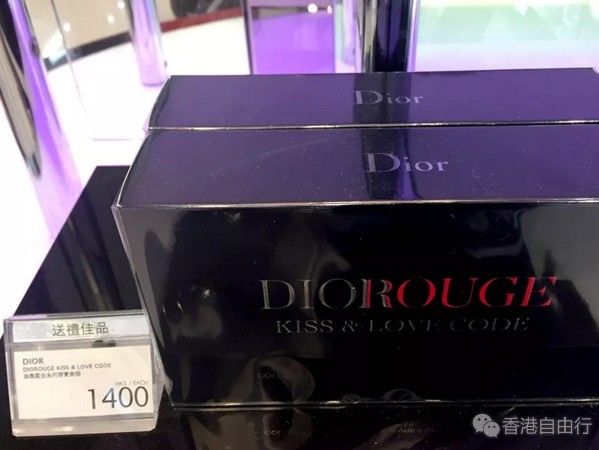 Dior
Dior
DIOROUGE
KISS & LOVE CODE
送禮佳品
DIOR
DIOROUGE KISS & LOVE CODE
HK$ / EACH
1400
香港自由行